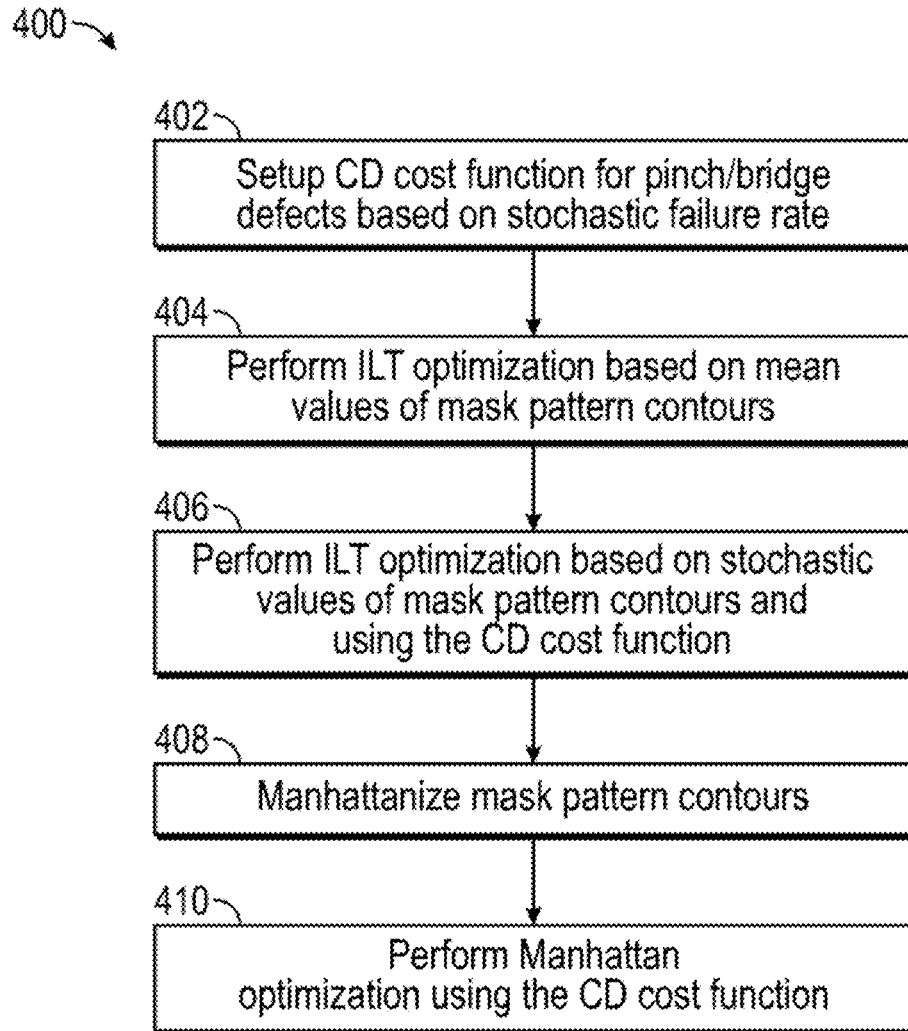 400
402
Setup CD cost function for pinch/bridge
defects based on stochastic failure rate
404
Perform ILT optimization based on mean
values of mask pattern contours
406
Perform ILT optimization based on stochastic
values of mask pattern contours and
using the CD cost function
408
Manhattanize mask pattern contours
410
Perform Manhattan
optimization using the CD cost function